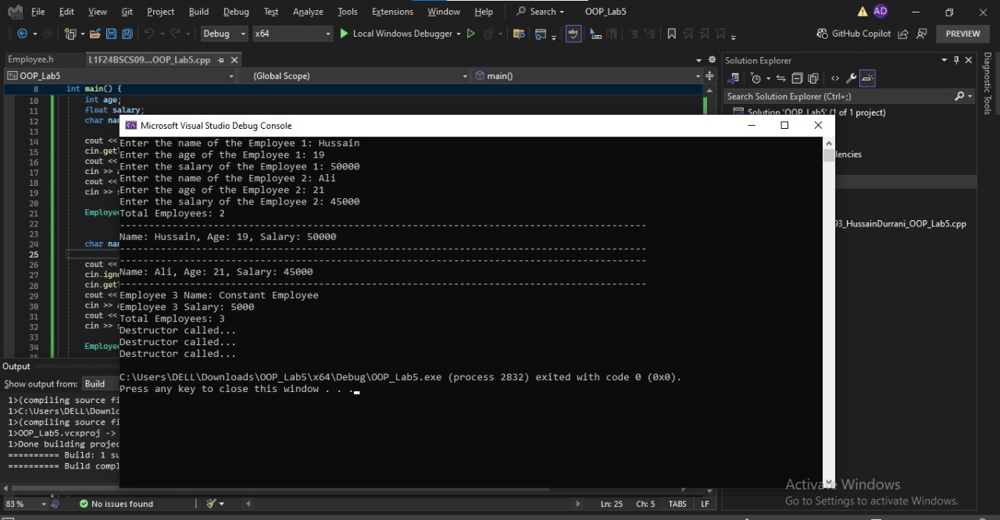 File Edit View Git Project Build Debug Test Analyze Tools Extensions Window Help Search OOP_Lab5 AD
Debug x64 Local Windows Debugger GitHub Copilot PREVIEW
Employee.h L1F24BSCS09...OOP_Lab5.cpp
OOP_Lab5 (Global Scope) main()
8 int main() {
10 int age;
11 float salary;
12 char
13
14 cout <<
15
16 cout <<
17 cin >>
18 cout <<
19 cin >>
20
21
22
23
24 char
25
26 cout <<
27
28
29 cout <<
30 cin >>
31 cout <<
32 cin >>
33
34
35
Microsoft Visual Studio Debug Console
Enter the name of the Employee 1: Hussain
Enter the age of the Employee 1: 19
Enter the salary of the Employee 1: 50000
Enter the name of the Employee 2: Ali
Enter the age of the Employee 2: 21
Enter the salary of the Employee 2: 45000
Total Employees: 2
------------------------------------------------------------------------------------------
Name: Hussain, Age: 19, Salary: 50000
------------------------------------------------------------------------------------------
------------------------------------------------------------------------------------------
Name: Ali, Age: 21, Salary: 45000
------------------------------------------------------------------------------------------
Employee 3 Name: Constant Employee
Employee 3 Salary: 5000
Total Employees: 3
Destructor called...
Destructor called...
Destructor called...
C:\Users\DELL\Downloads\OOP_Lab5\x64\Debug\OOP_Lab5.exe (process 2832) exited with code 0 (0x0).
Press any key to close this window . . .
Solution Explorer
Search Solution Explorer (Ctrl+;)
Solution 'OOP_Lab5' (1 of 1 project)
dencies
93_HussainDurrani_OOP_Lab5.cpp
Diagnostic Tools
Output
Show output from: Build
1>(compiling source fi
1>C:\Users\DELL\Downlo
1>(compiling source fi
1>OOP_Lab5.vcxproj ->
1>Done building projec
========== Build: 1 su
========== Build compl
83 % No issues found Ln: 25 Ch: 5 TABS LF
Activate Windows
Go to Settings to activate Windows.